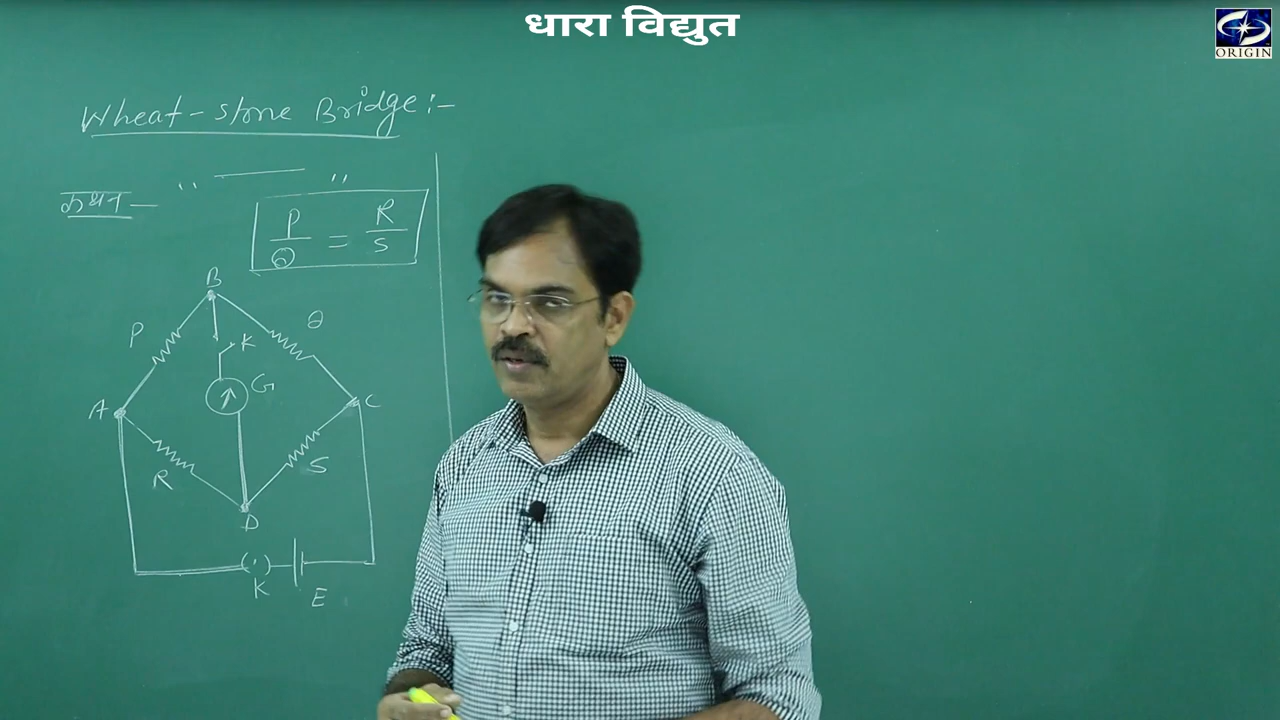 धारा विद्युत
ORIGIN
Wheat-stone Bridge:-
कथन— " —— "
P/Q = R/S
B
P
Q
K
G
A
C
R
S
D
K
E